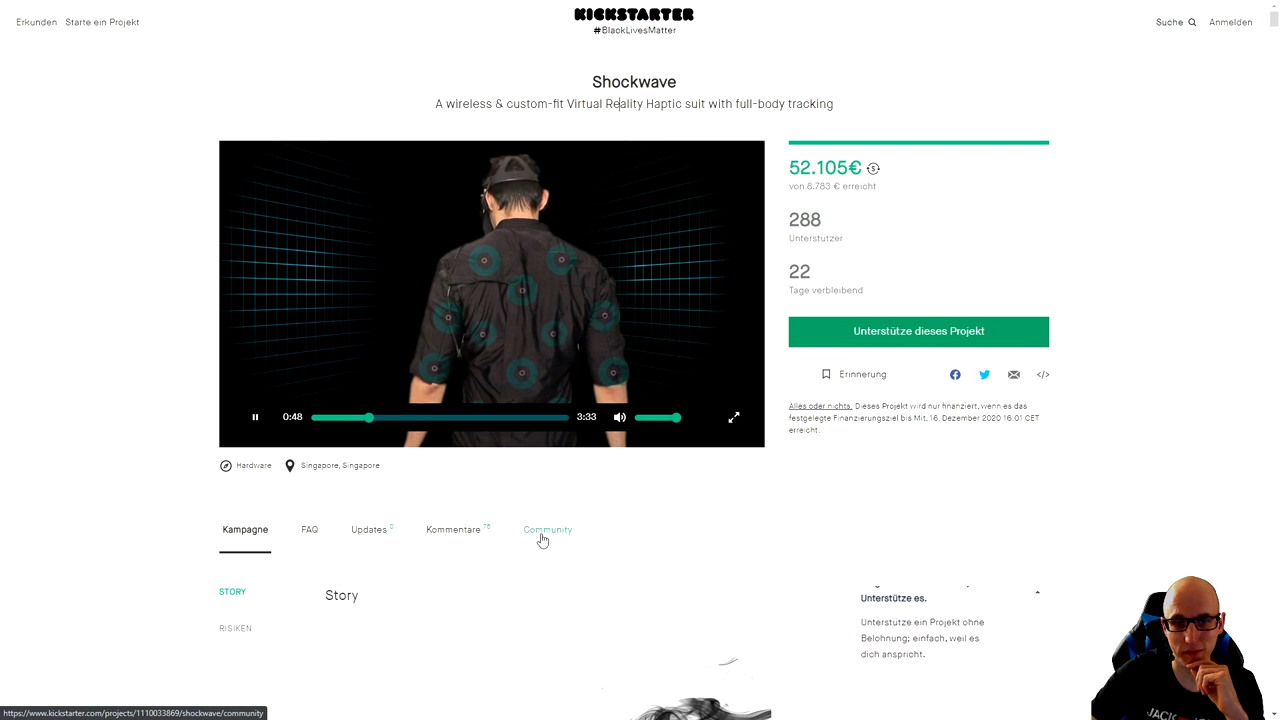 Erkunden Starte ein Projekt
KICKSTARTER
#BlackLivesMatter
Suche
Anmelden
Shockwave
A wireless & custom-fit Virtual Reality Haptic suit with full-body tracking
0:48
3:33
52.105€
von 8.783 € erreicht
288
Unterstützer
22
Tage verbleibend
Unterstütze dieses Projekt
Erinnerung
</>
Alles oder nichts. Dieses Projekt wird nur finanziert, wenn es das
festgelegte Finanzierungsziel bis Mit, 16. Dezember 2020 16:01 CET
erreicht.
Hardware
Singapore, Singapore
Kampagne
FAQ
Updates 0
Kommentare 75
Community
STORY
RISIKEN
Story
Unterstütze es.
Unterstütze ein Projekt ohne
Belohnung; einfach, weil es
dich anspricht.
https://www.kickstarter.com/projects/1110033869/shockwave/community